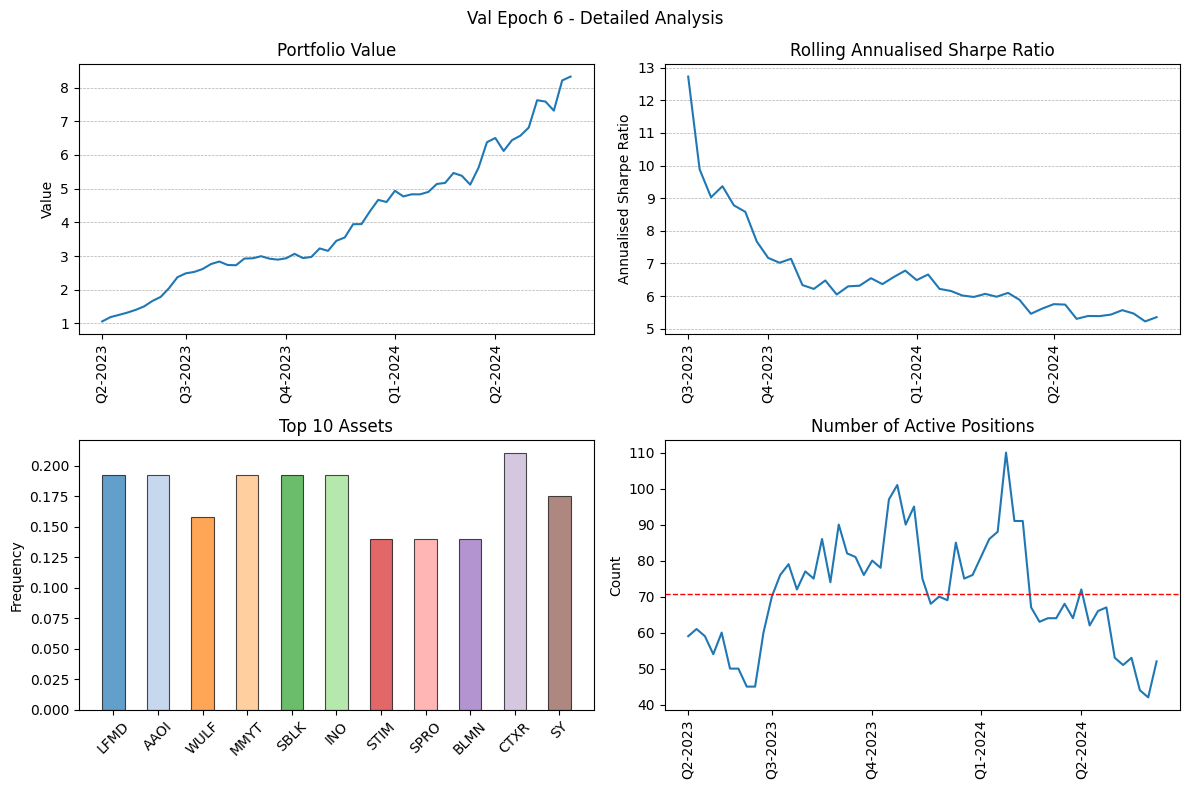 Val Epoch 6 - Detailed Analysis
Portfolio Value
Value
8
7
6
5
4
3
2
1
Q2-2023
Q3-2023
Q4-2023
Q1-2024
Q2-2024
Rolling Annualised Sharpe Ratio
Annualised Sharpe Ratio
13
12
11
10
9
8
7
6
5
Q3-2023
Q4-2023
Q1-2024
Q2-2024
Top 10 Assets
Frequency
0.200
0.175
0.150
0.125
0.100
0.075
0.050
0.025
0.000
LFMD
AAOI
WULF
MMYT
SBLK
INO
STIM
SPRO
BLMN
CTXR
SY
Number of Active Positions
Count
110
100
90
80
70
60
50
40
Q2-2023
Q3-2023
Q4-2023
Q1-2024
Q2-2024